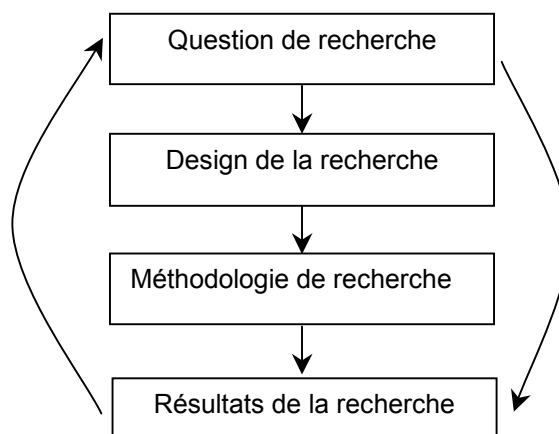 Question de recherche
Design de la recherche
Méthodologie de recherche
Résultats de la recherche